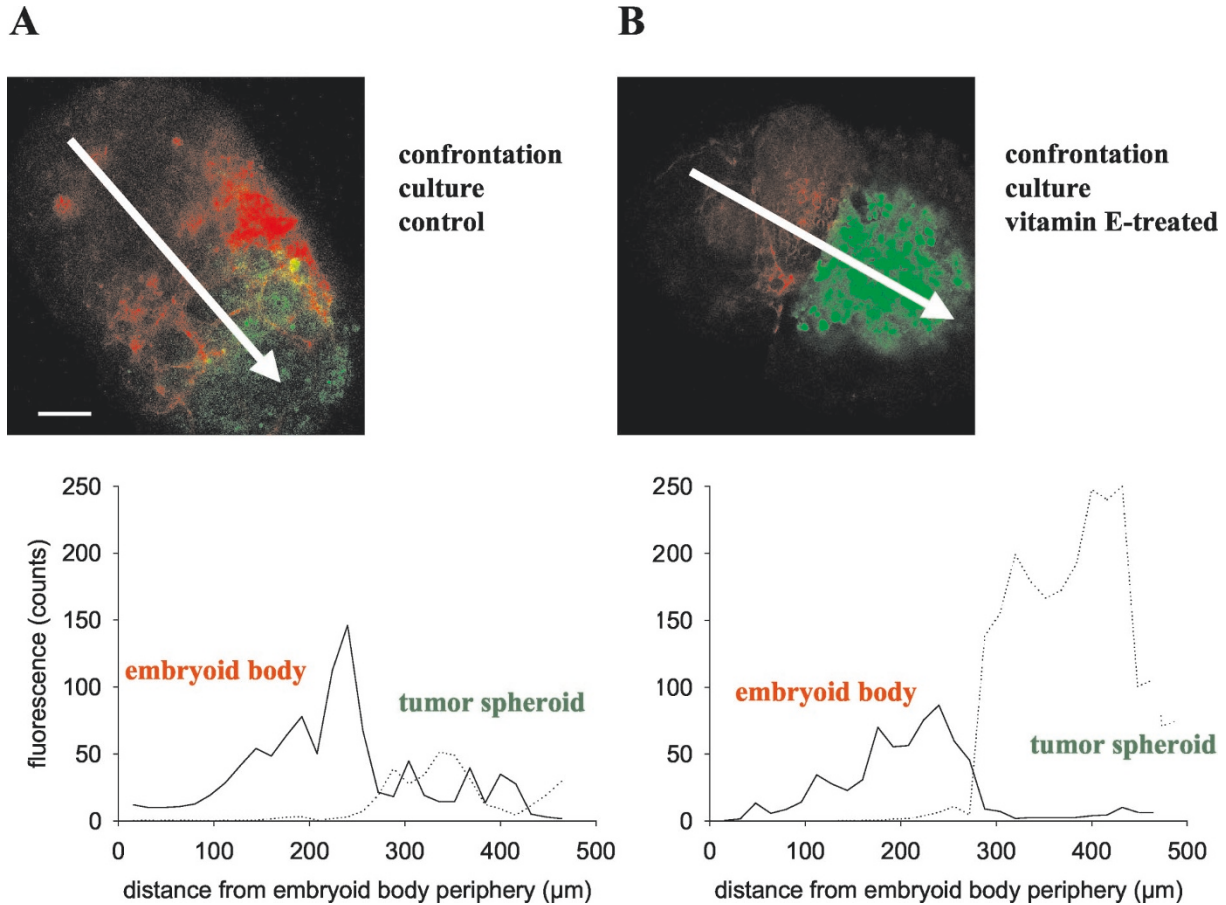 A
confrontation
culture
control
B
confrontation
culture
vitamin E-treated
fluorescence (counts)
250
200
150
100
50
0
embryoid body
tumor spheroid
0 100 200 300 400 500
distance from embryoid body periphery (µm)
250
200
150
100
50
0
embryoid body
tumor spheroid
0 100 200 300 400 500
distance from embryoid body periphery (µm)